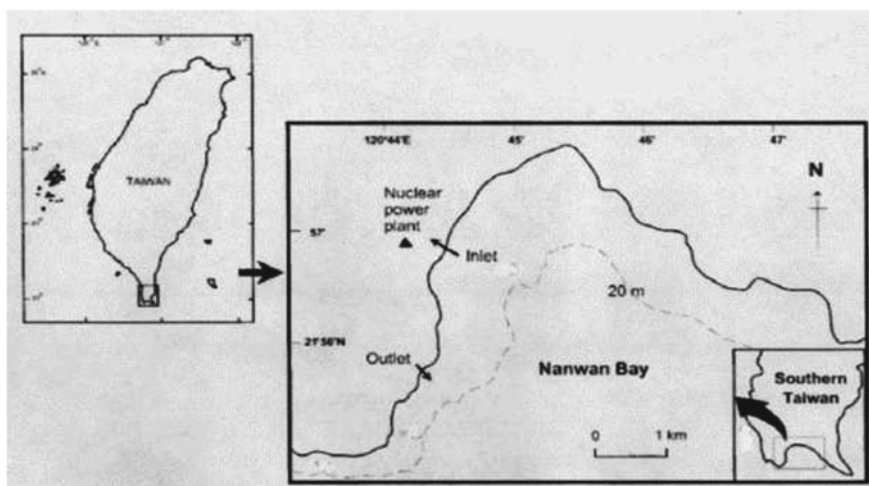 TAIWAN
120°44'E
45'
46'
47'
N
Nuclear
power
plant
57'
Inlet
20 m
21°56'N
Outlet
Nanwan Bay
Southern
Taiwan
0
1 km